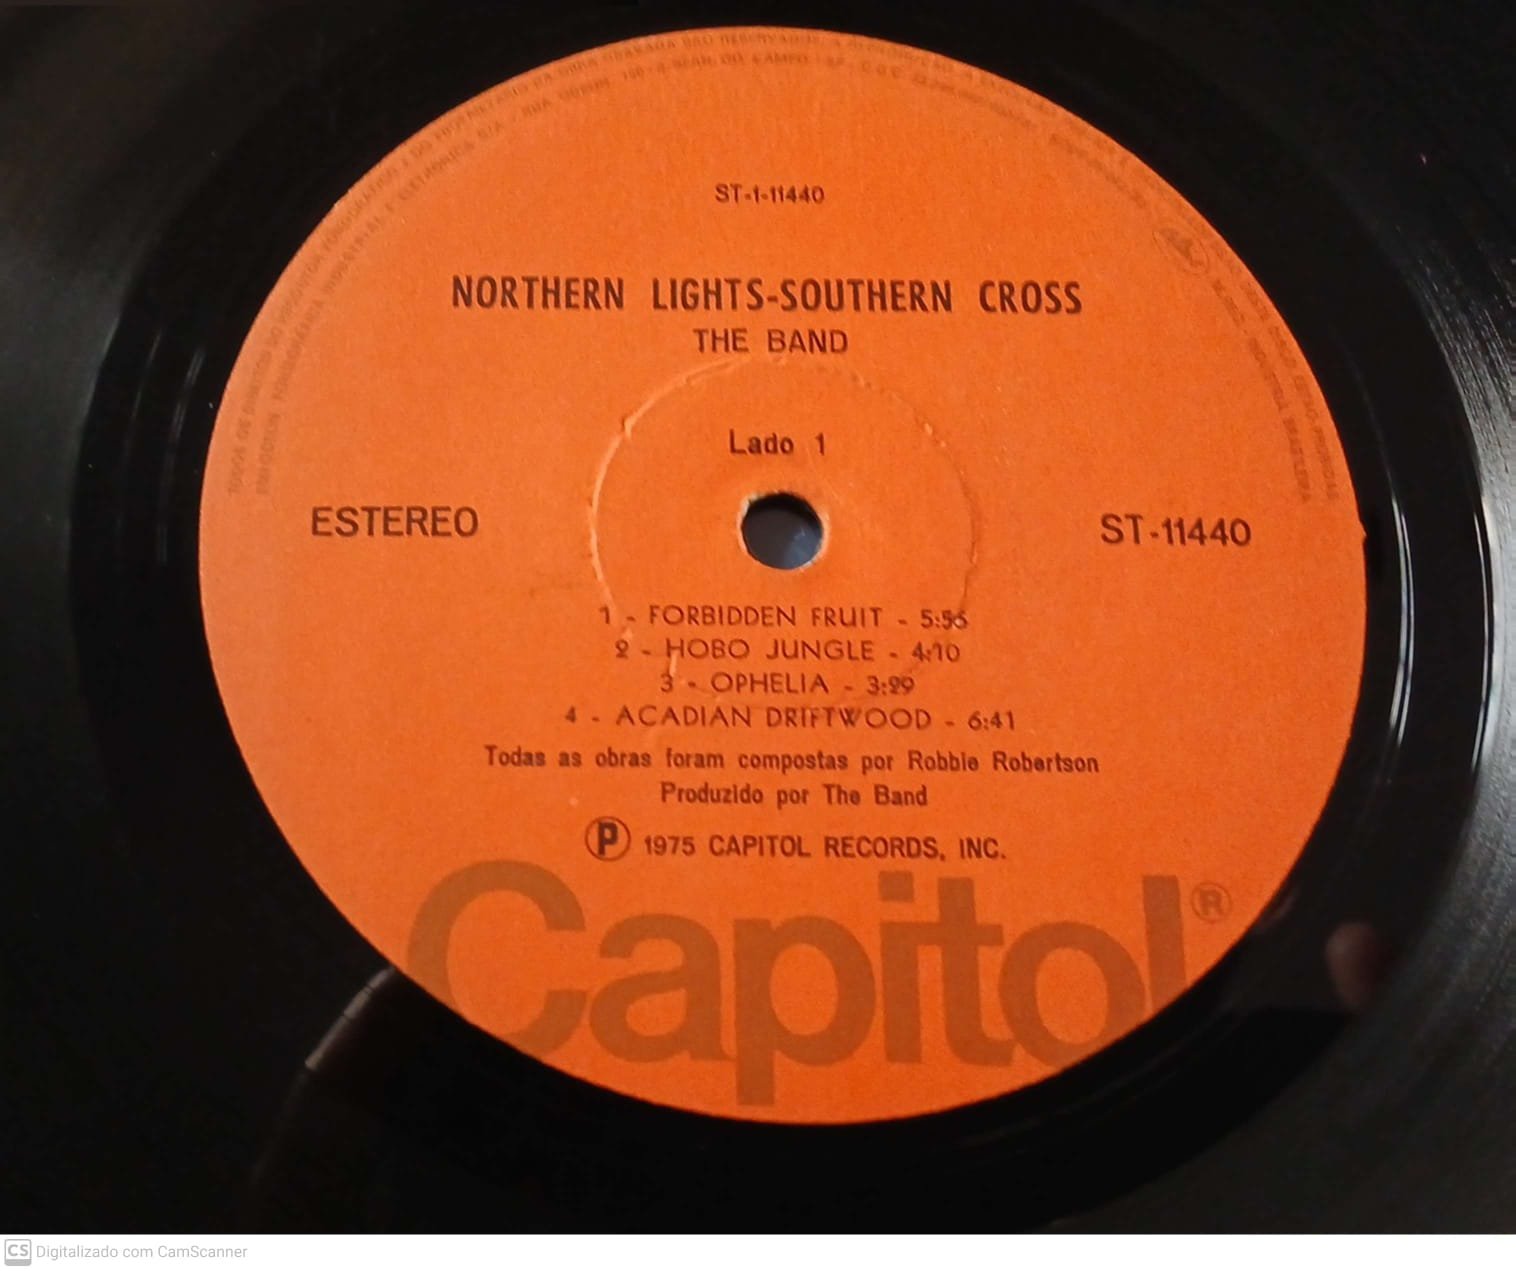 ST-1-11440
NORTHERN LIGHTS-SOUTHERN CROSS
THE BAND
Lado 1
ESTEREO
ST-11440
1 - FORBIDDEN FRUIT - 5:56
2 - HOBO JUNGLE - 4:10
3 - OPHELIA - 3:29
4 - ACADIAN DRIFTWOOD - 6:41
Todas as obras foram compostas por Robbie Robertson
Produzido por The Band
Ⓟ 1975 CAPITOL RECORDS, INC.
Capitol®
CS Digitalizado com CamScanner